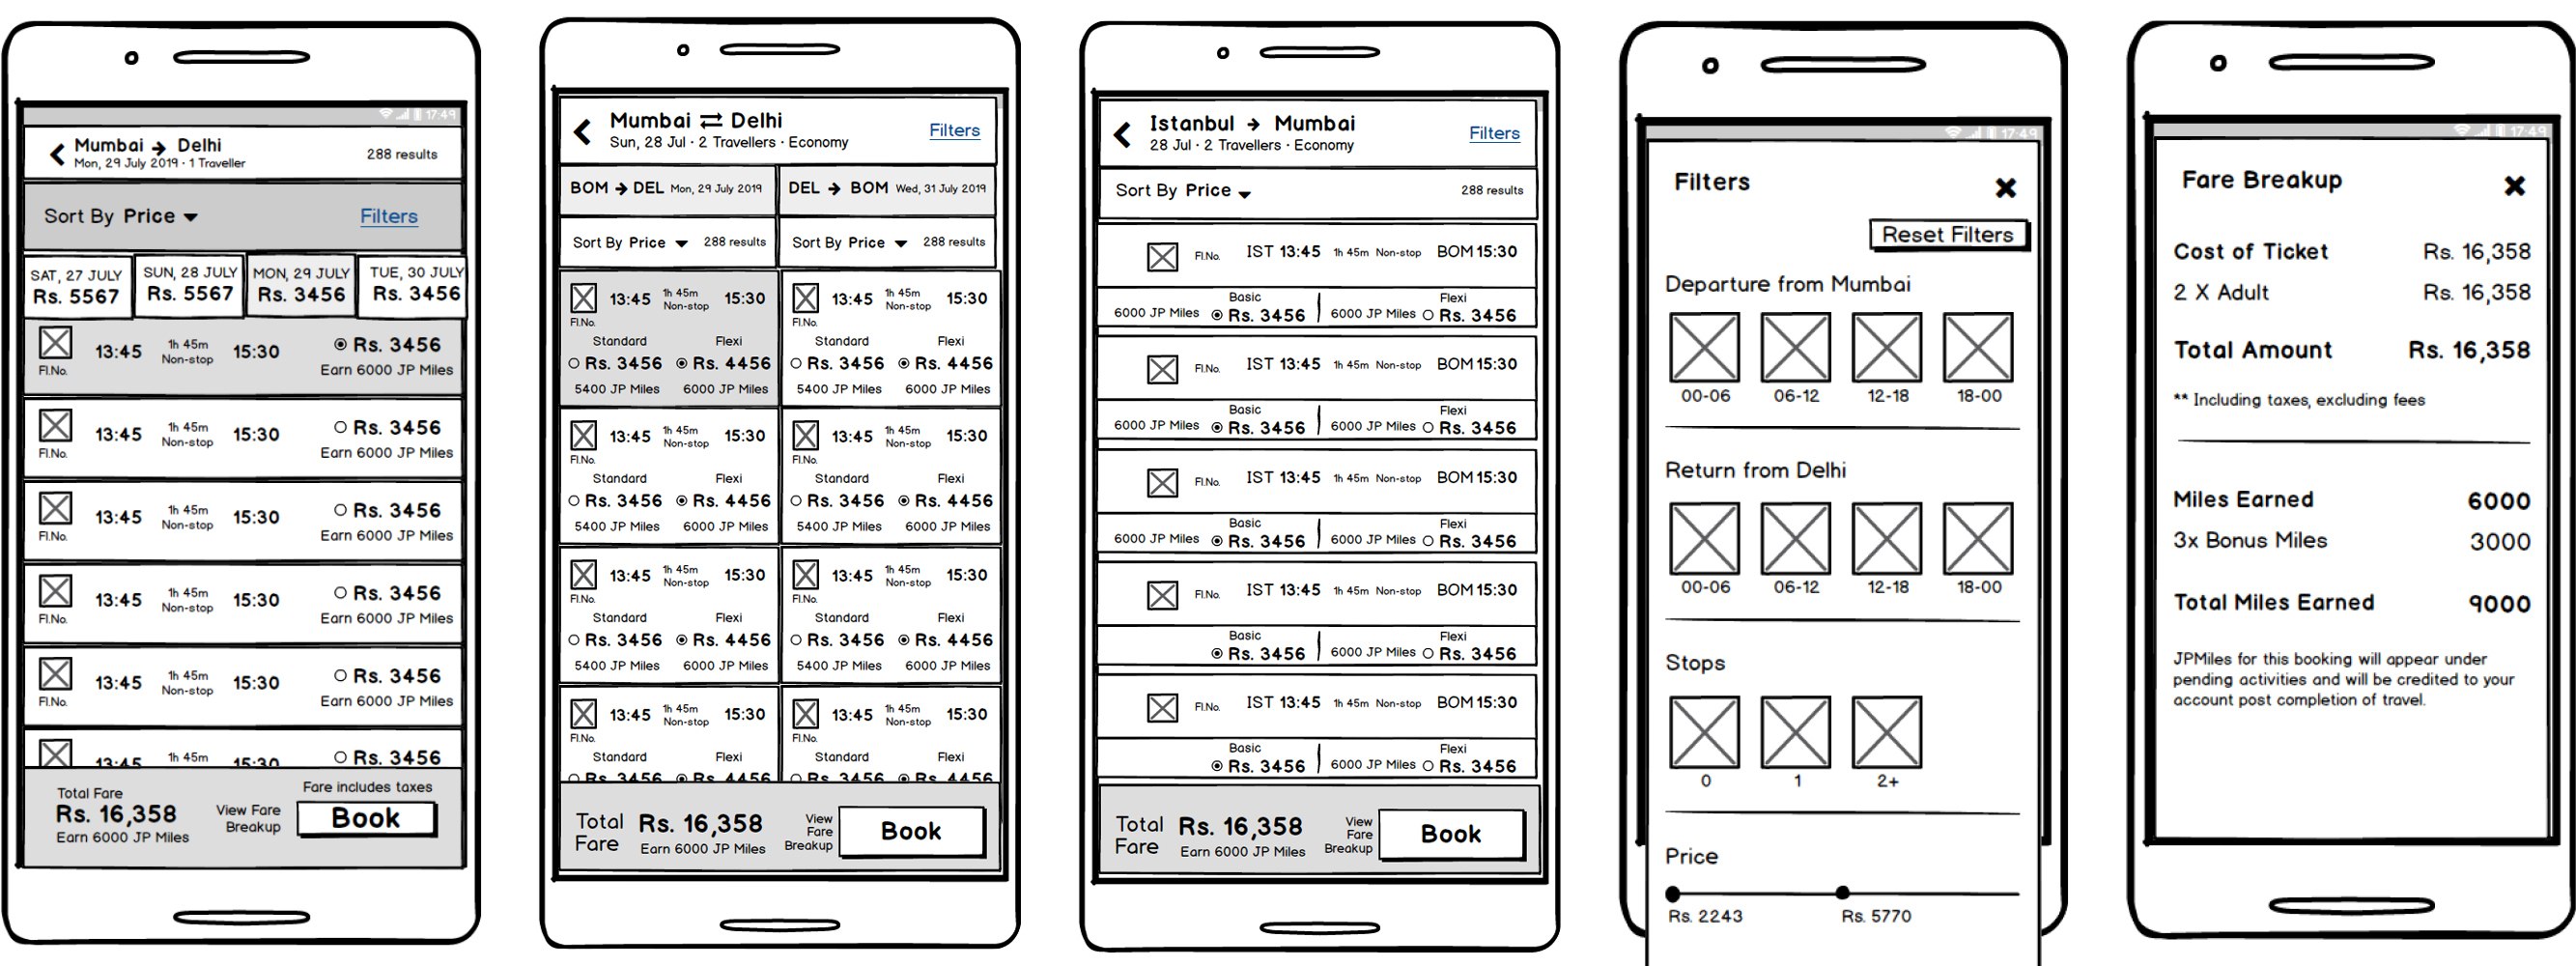 17:49
Mumbai → Delhi
Mon, 29 July 2019 · 1 Traveller
288 results
Sort By Price
Filters
SAT, 27 JULY SUN, 28 JULY MON, 29 JULY TUE, 30 JULY
Rs. 5567 Rs. 5567 Rs. 3456 Rs. 3456
13:45 1h 45m 15:30 Rs. 3456
Fl.No. Non-stop Earn 6000 JP Miles
13:45 1h 45m 15:30 Rs. 3456
Fl.No. Non-stop Earn 6000 JP Miles
13:45 1h 45m 15:30 Rs. 3456
Fl.No. Non-stop Earn 6000 JP Miles
13:45 1h 45m 15:30 Rs. 3456
Fl.No. Non-stop Earn 6000 JP Miles
13:45 1h 45m 15:30 Rs. 3456
Fl.No. Non-stop Earn 6000 JP Miles
13:45 1h 45m 15:30 Rs. 3456
Total Fare
Rs. 16,358
Earn 6000 JP Miles
View Fare
Breakup
Fare includes taxes
Book
Mumbai ⇄ Delhi
Sun, 28 Jul · 2 Travellers · Economy
Filters
BOM → DEL Mon, 29 July 2019 DEL → BOM Wed, 31 July 2019
Sort By Price 288 results Sort By Price 288 results
13:45 1h 45m 15:30 13:45 1h 45m 15:30
Fl.No. Non-stop Fl.No. Non-stop
Standard Flexi Standard Flexi
Rs. 3456 Rs. 4456 Rs. 3456 Rs. 4456
5400 JP Miles 6000 JP Miles 5400 JP Miles 6000 JP Miles
13:45 1h 45m 15:30 13:45 1h 45m 15:30
Fl.No. Non-stop Fl.No. Non-stop
Standard Flexi Standard Flexi
Rs. 3456 Rs. 4456 Rs. 3456 Rs. 4456
5400 JP Miles 6000 JP Miles 5400 JP Miles 6000 JP Miles
13:45 1h 45m 15:30 13:45 1h 45m 15:30
Fl.No. Non-stop Fl.No. Non-stop
Standard Flexi Standard Flexi
Rs. 3456 Rs. 4456 Rs. 3456 Rs. 4456
5400 JP Miles 6000 JP Miles 5400 JP Miles 6000 JP Miles
13:45 1h 45m 15:30 13:45 1h 45m 15:30
Fl.No. Non-stop Fl.No. Non-stop
Standard Flexi Standard Flexi
Rs. 3456 Rs. 4456 Rs. 3456 Rs. 4456
Total
Fare
Rs. 16,358
Earn 6000 JP Miles
View
Fare
Breakup
Book
Istanbul → Mumbai
28 Jul · 2 Travellers · Economy
Filters
Sort By Price 288 results
Fl.No. IST 13:45 1h 45m Non-stop BOM 15:30
Basic Flexi
6000 JP Miles Rs. 3456 6000 JP Miles Rs. 3456
Fl.No. IST 13:45 1h 45m Non-stop BOM 15:30
Basic Flexi
6000 JP Miles Rs. 3456 6000 JP Miles Rs. 3456
Fl.No. IST 13:45 1h 45m Non-stop BOM 15:30
Basic Flexi
6000 JP Miles Rs. 3456 6000 JP Miles Rs. 3456
Fl.No. IST 13:45 1h 45m Non-stop BOM 15:30
Basic Flexi
Rs. 3456 6000 JP Miles Rs. 3456
Fl.No. IST 13:45 1h 45m Non-stop BOM 15:30
Basic Flexi
Rs. 3456 6000 JP Miles Rs. 3456
Total
Fare
Rs. 16,358
Earn 6000 JP Miles
View
Fare
Breakup
Book
17:49
Filters
Reset Filters
Departure from Mumbai
00-06 06-12 12-18 18-00
Return from Delhi
00-06 06-12 12-18 18-00
Stops
0 1 2+
Price
Rs. 2243 Rs. 5770
17:49
Fare Breakup
Cost of Ticket Rs. 16,358
2 X Adult Rs. 16,358
Total Amount Rs. 16,358
** Including taxes, excluding fees
Miles Earned 6000
3x Bonus Miles 3000
Total Miles Earned 9000
JPMiles for this booking will appear under
pending activities and will be credited to your
account post completion of travel.